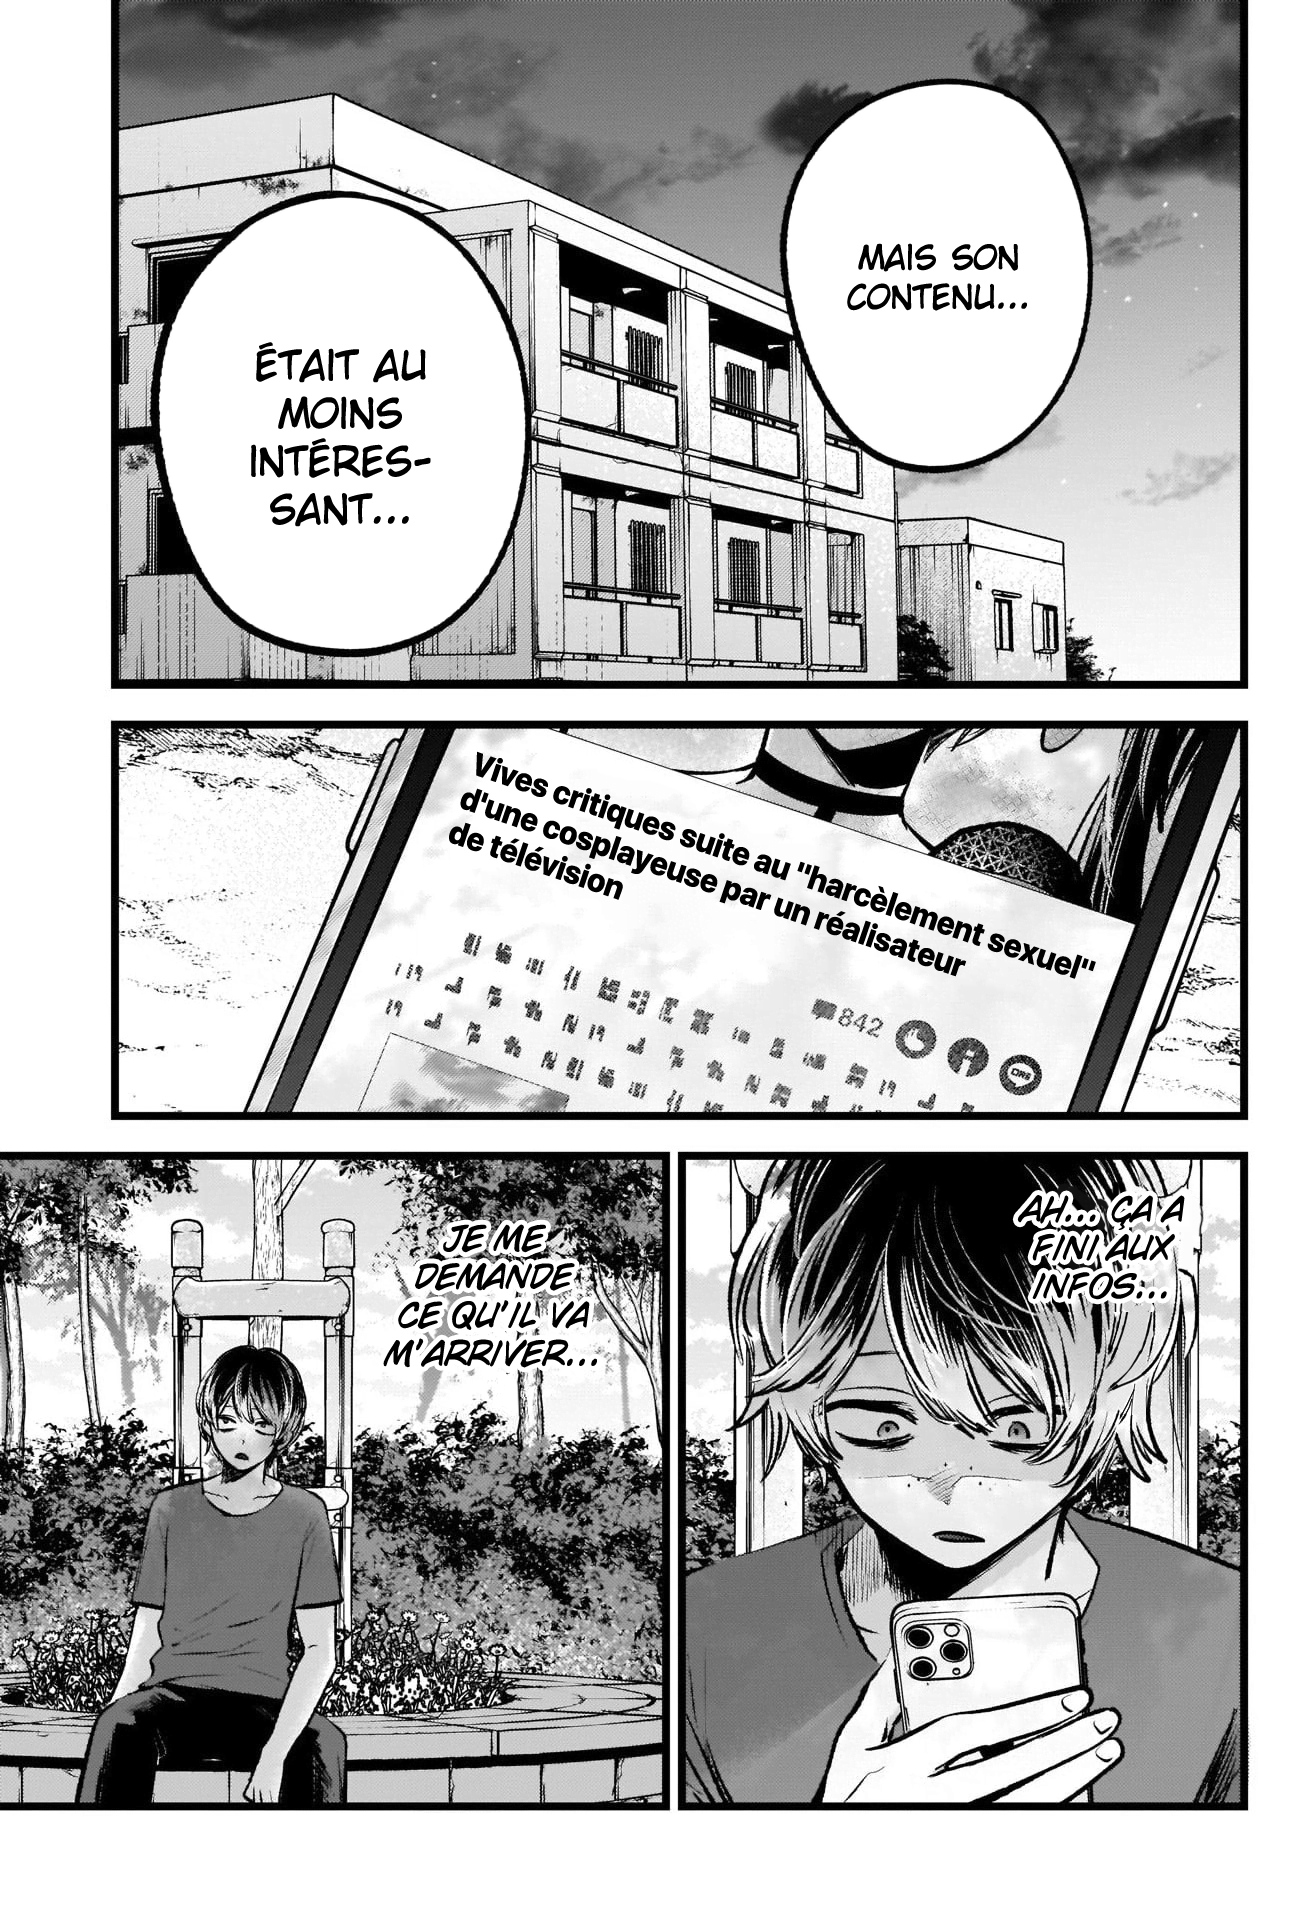 MAIS SON
CONTENU...
ÉTAIT AU
MOINS
INTÉRES-
SANT...
Vives critiques suite au "harcèlement sexuel"
d'une cosplayeuse par un réalisateur
de télévision
842
AH... ÇA A
FINI AUX
INFOS...
JE ME
DEMANDE
CE QU'IL VA
M'ARRIVER...